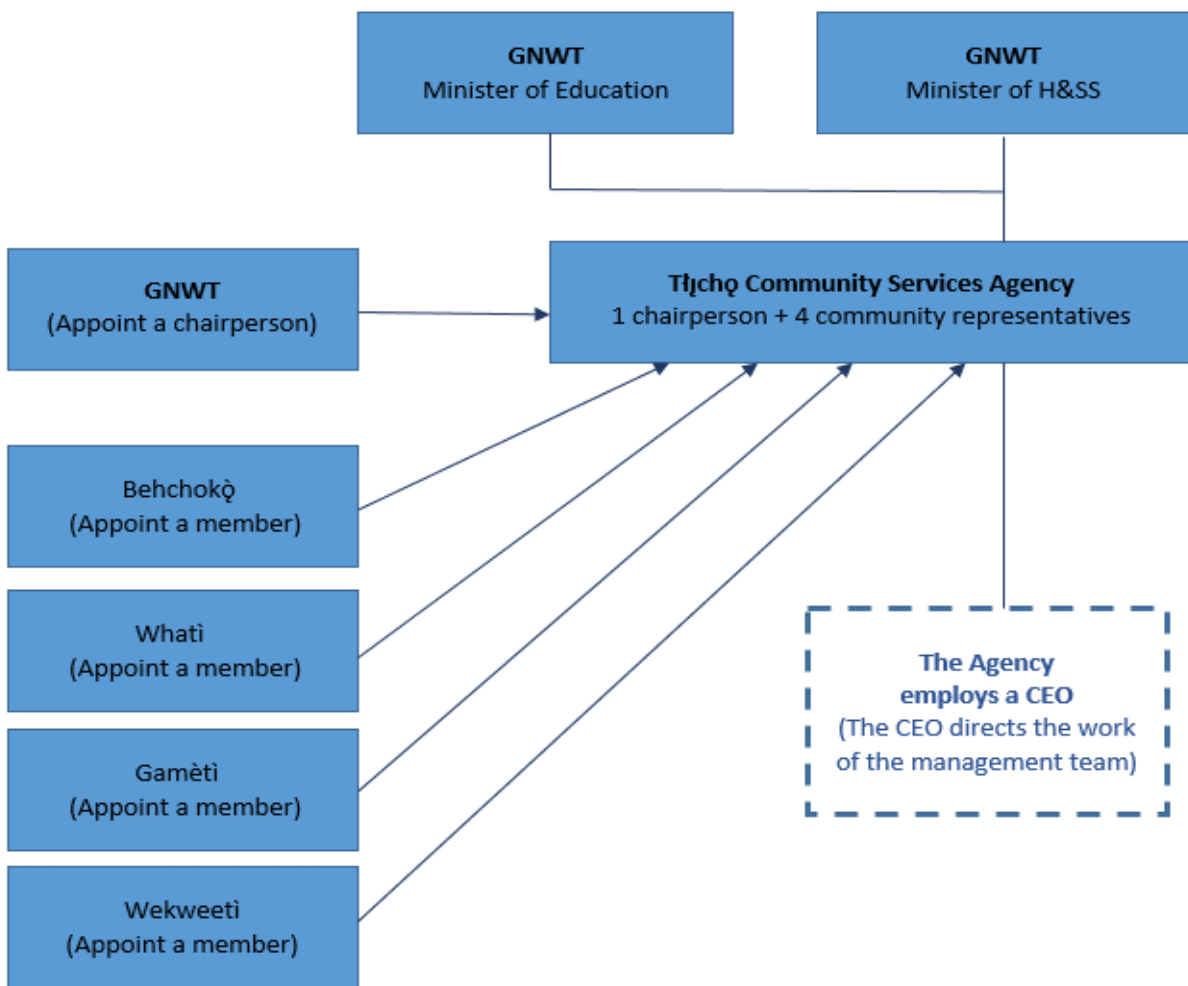 GNWT
Minister of Education
GNWT
Minister of H&SS
GNWT
(Appoint a chairperson)
Tłı̨chǫ Community Services Agency
1 chairperson + 4 community representatives
Behchokǫ̀
(Appoint a member)
Whatì
(Appoint a member)
Gamètì
(Appoint a member)
Wekweetì
(Appoint a member)
The Agency
employs a CEO
(The CEO directs the work
of the management team)